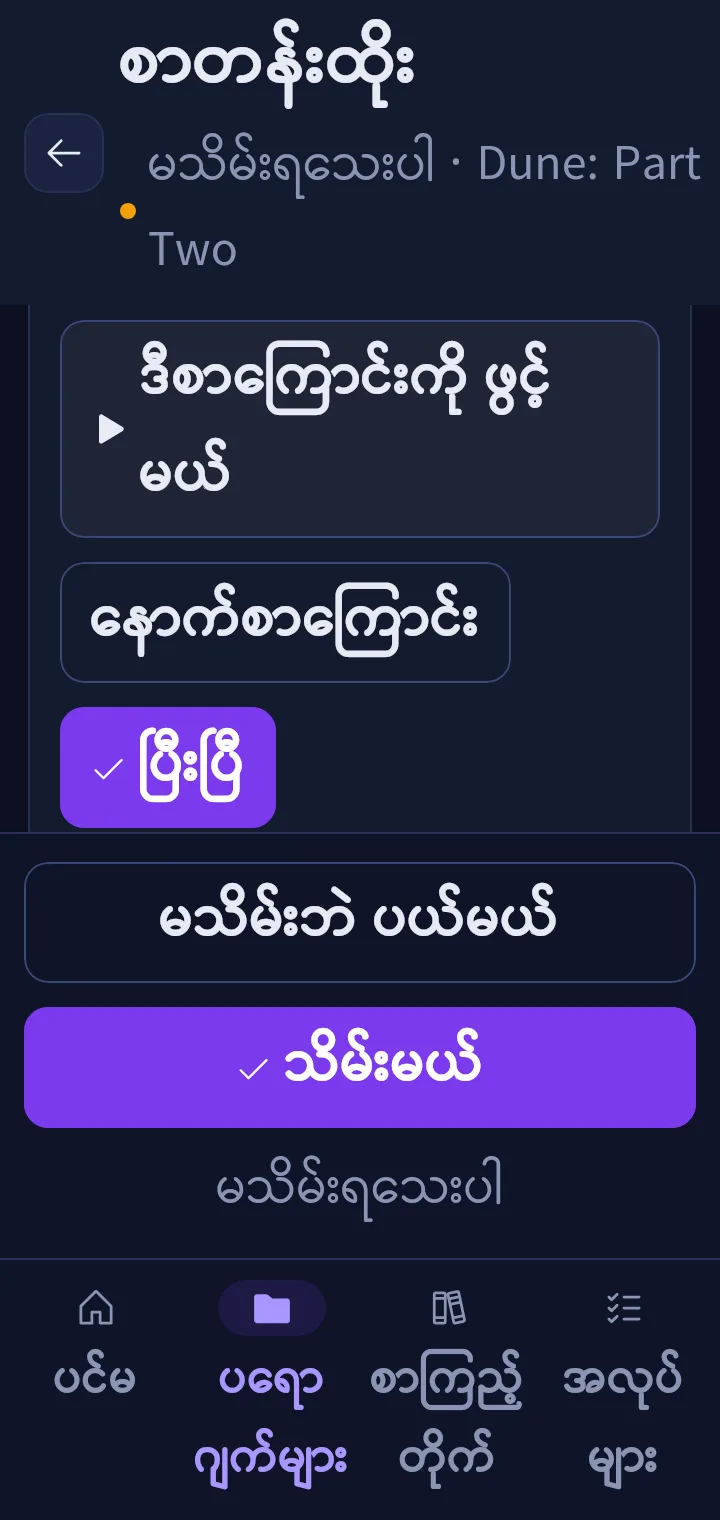 စာတန်းထိုး
မသိမ်းရသေးပါ · Dune: Part
Two
ဒီစာကြောင်းကို ဖွင့်
မယ်
နောက်စာကြောင်း
ပြီးပြီ
မသိမ်းဘဲ ပယ်မယ်
သိမ်းမယ်
မသိမ်းရသေးပါ
ပင်မ
ပရော
ဂျက်များ
စာကြည့်
တိုက်
အလုပ်
များ